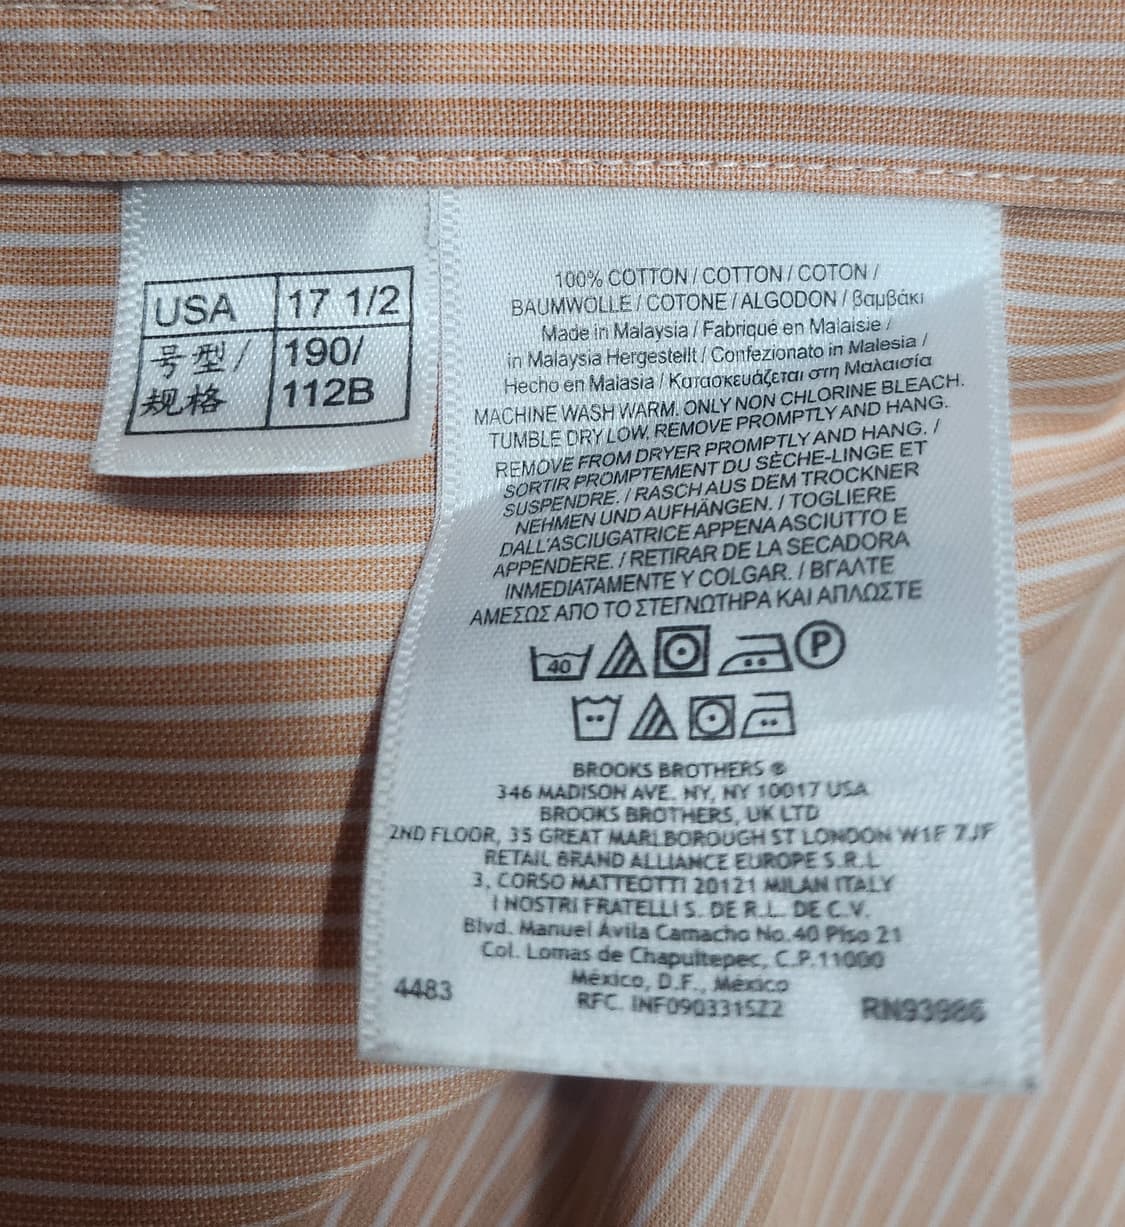 USA 17 1/2
号型/ 190/
规格 112B
100% COTTON / COTTON / COTON /
BAUMWOLLE / COTONE / ALGODON / Βαμβάκι
Made in Malaysia / Fabriqué en Malaisie /
in Malaysia Hergestellt / Confezionato in Malesia /
Hecho en Malasia / Κατασκευάζεται στη Μαλαισία
MACHINE WASH WARM. ONLY NON CHLORINE BLEACH.
TUMBLE DRY LOW, REMOVE PROMPTLY AND HANG.
REMOVE FROM DRYER PROMPTLY AND HANG. /
SORTIR PROMPTEMENT DU SÈCHE-LINGE ET
SUSPENDRE. / RASCH AUS DEM TROCKNER
NEHMEN UND AUFHÄNGEN. / TOGLIERE
DALL'ASCIUGATRICE APPENA ASCIUTTO E
APPENDERE. / RETIRAR DE LA SECADORA
INMEDIATAMENTE Y COLGAR. / ΒΓΑΛΤΕ
ΑΜΕΣΩΣ ΑΠΟ ΤΟ ΣΤΕΓΝΩΤΗΡΑ ΚΑΙ ΑΠΛΩΣΤΕ
40 P
BROOKS BROTHERS ®
346 MADISON AVE. NY, NY 10017 USA
BROOKS BROTHERS, UK LTD
2ND FLOOR, 35 GREAT MARLBOROUGH ST LONDON W1F 7JF
RETAIL BRAND ALLIANCE EUROPE S.R.L
3, CORSO MATTEOTTI 20121 MILAN ITALY
I NOSTRI FRATELLI S. DE R.L. DE C.V.
Blvd. Manuel Ávila Camacho No.40 Piso 21
Col. Lomas de Chapultepec, C.P.11000
México, D.F., México
4483 RFC. INF0903315Z2 RN93986